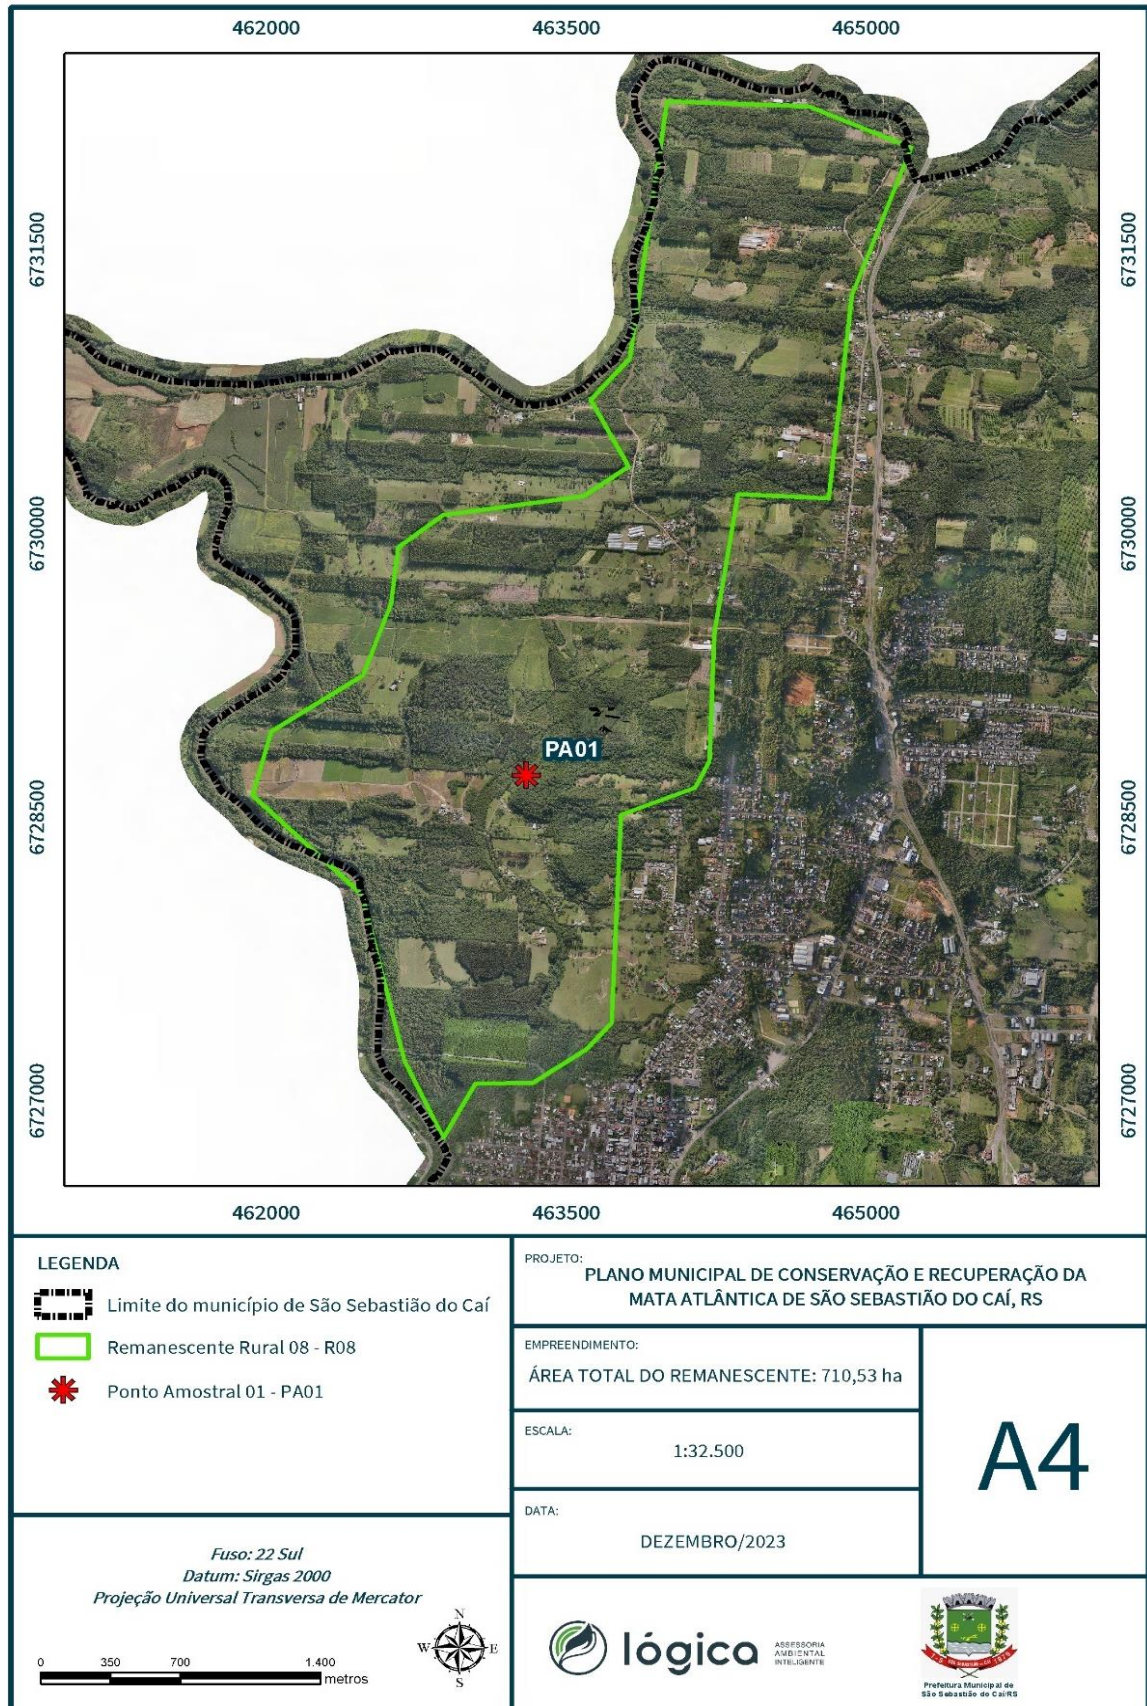 462000 463500 465000
6731500
6731500
6730000
6730000
PA01
6728500
6728500
6727000
6727000
462000 463500 465000
LEGENDA
Limite do município de São Sebastião do Caí
Remanescente Rural 08 - R08
Ponto Amostral 01 - PA01
PROJETO:
PLANO MUNICIPAL DE CONSERVAÇÃO E RECUPERAÇÃO DA
MATA ATLÂNTICA DE SÃO SEBASTIÃO DO CAÍ, RS
EMPREENDIMENTO:
ÁREA TOTAL DO REMANESCENTE: 710,53 ha
ESCALA:
1:32.500
DATA:
DEZEMBRO/2023
A4
Fuso: 22 Sul
Datum: Sirgas 2000
Projeção Universal Transversa de Mercator
N
W E
S
0 350 700 1.400
metros
lógica
ASSESSORIA
AMBIENTAL
INTELIGENTE
Prefeitura Municipal de
São Sebastião do Caí/RS